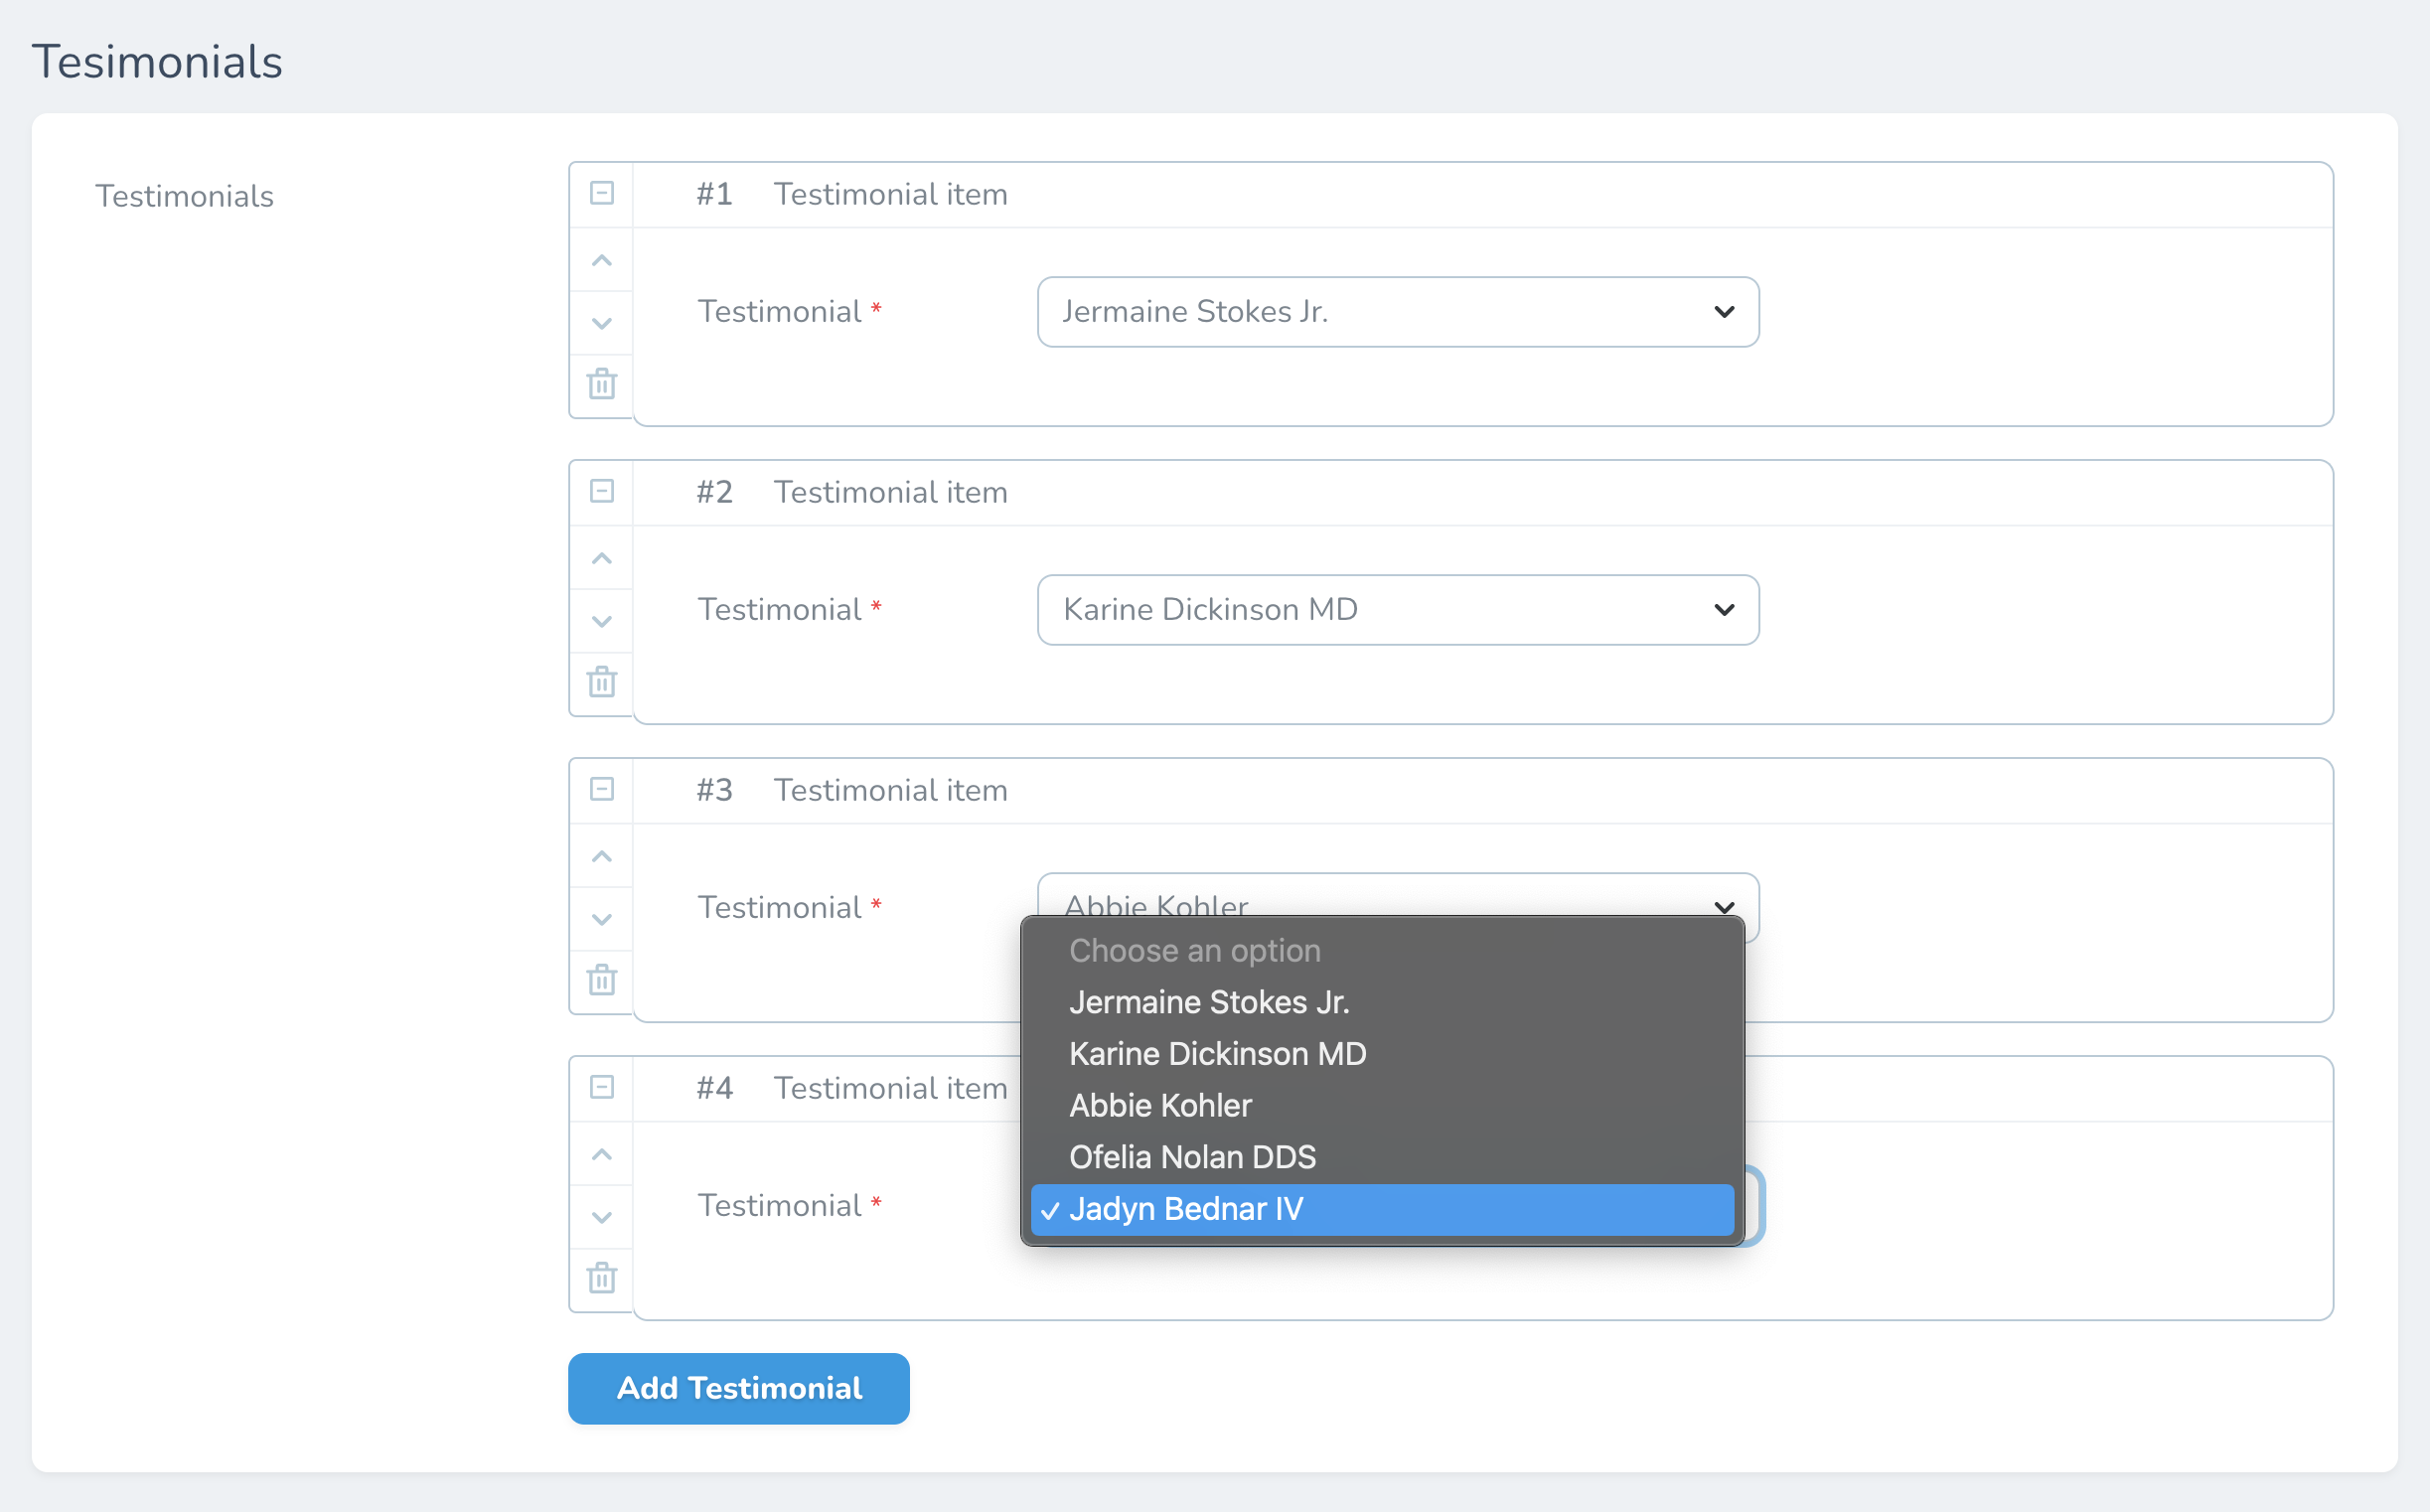 Tesimonials
Testimonials
#1 Testimonial item
Testimonial *
Jermaine Stokes Jr.
#2 Testimonial item
Testimonial *
Karine Dickinson MD
#3 Testimonial item
Testimonial *
Abbie Kohler
Choose an option
Jermaine Stokes Jr.
Karine Dickinson MD
Abbie Kohler
Ofelia Nolan DDS
✓ Jadyn Bednar IV
#4 Testimonial item
Testimonial *
Add Testimonial